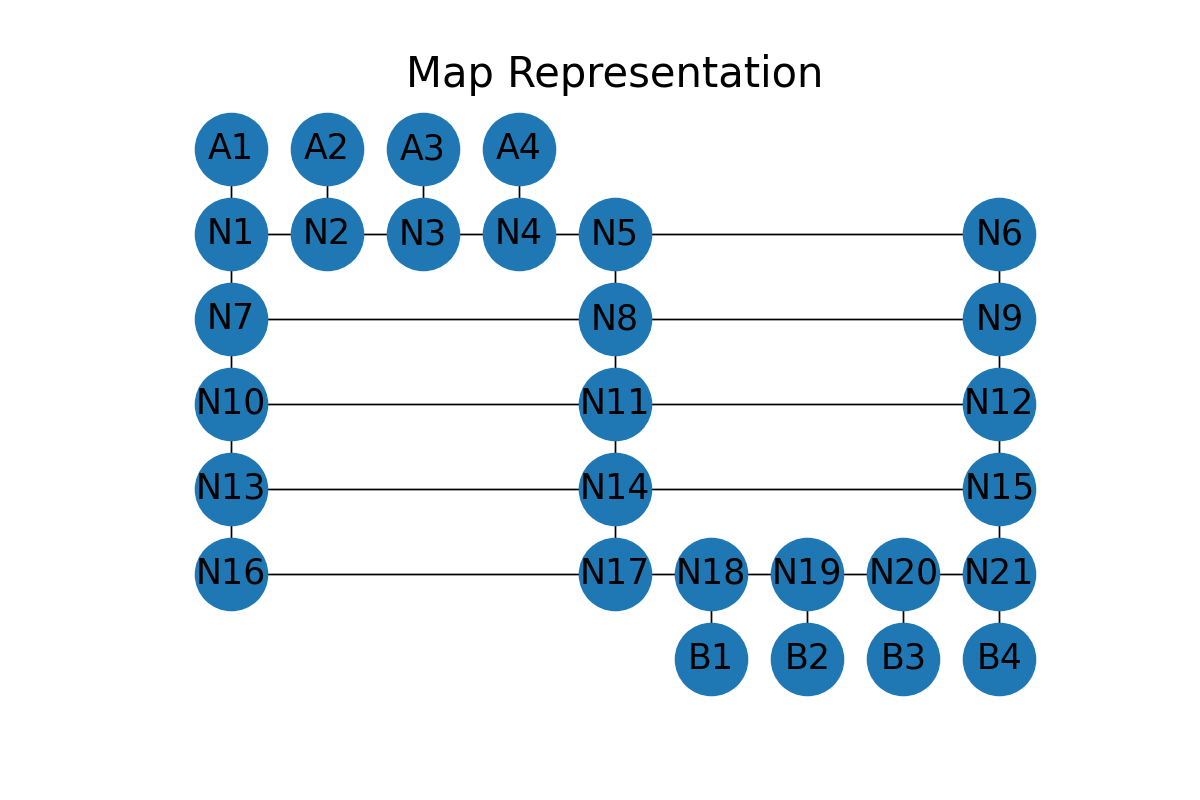 Map Representation
A1 A2 A3 A4
N1 N2 N3 N4 N5 N6
N7 N8 N9
N10 N11 N12
N13 N14 N15
N16 N17 N18 N19 N20 N21
B1 B2 B3 B4